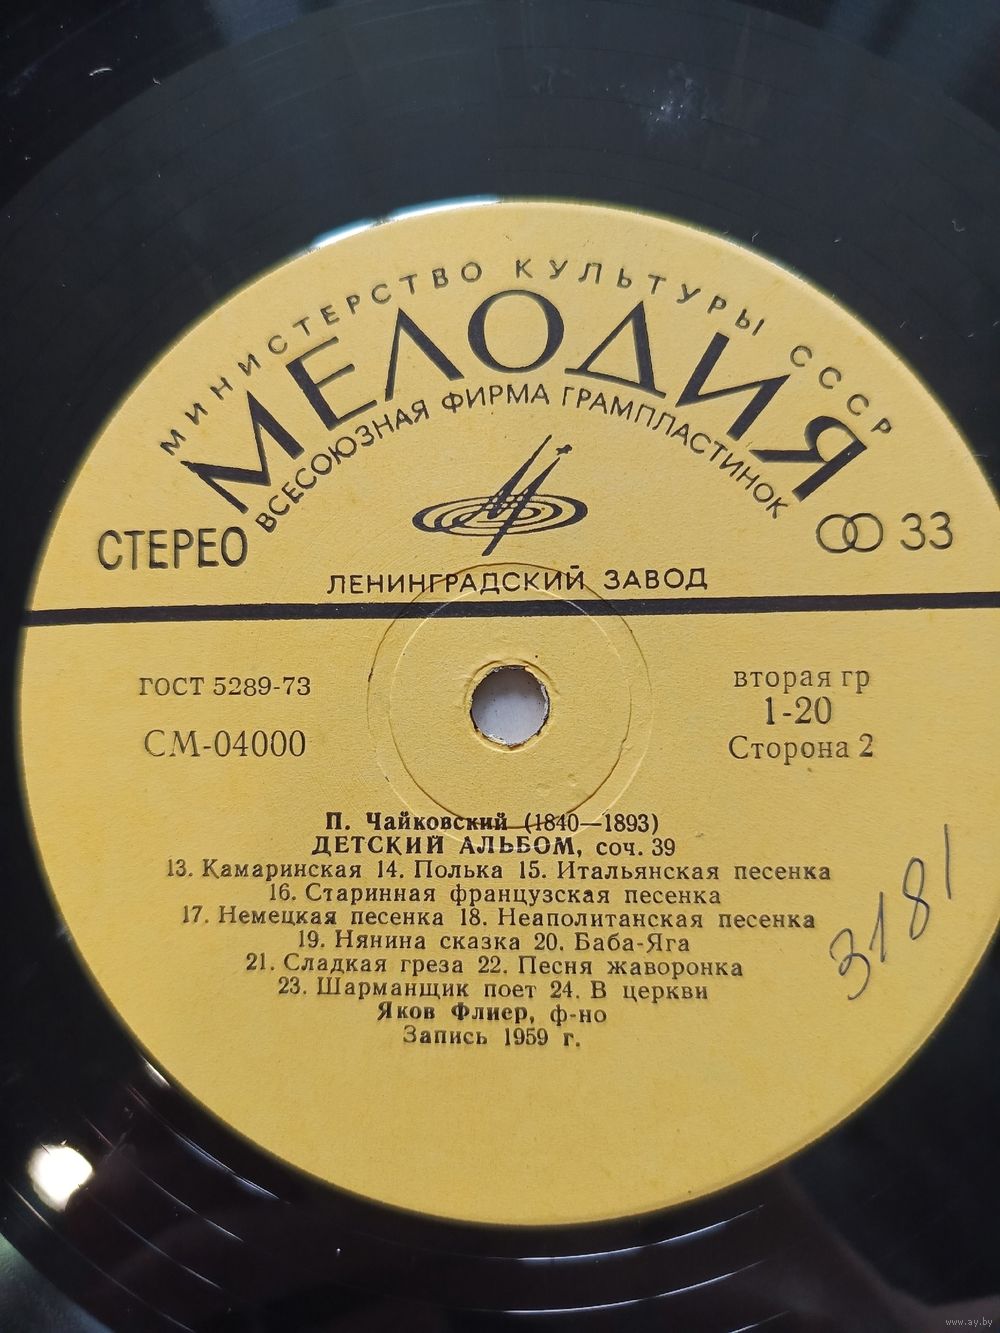 МИНИСТЕРСТВО КУЛЬТУРЫ СССР
МЕЛОДИЯ
ВСЕСОЮЗНАЯ ФИРМА ГРАМПЛАСТИНОК
СТЕРЕО
33
ЛЕНИНГРАДСКИЙ ЗАВОД
ГОСТ 5289-73
СМ-04000
вторая гр
1-20
Сторона 2
П. Чайковский (1840—1893)
ДЕТСКИЙ АЛЬБОМ, соч. 39
13. Камаринская 14. Полька 15. Итальянская песенка
16. Старинная французская песенка
17. Немецкая песенка 18. Неаполитанская песенка
19. Нянина сказка 20. Баба-Яга
21. Сладкая греза 22. Песня жаворонка
23. Шарманщик поет 24. В церкви
Яков Флиер, ф-но
Запись 1959 г.
3181
www.ay.by